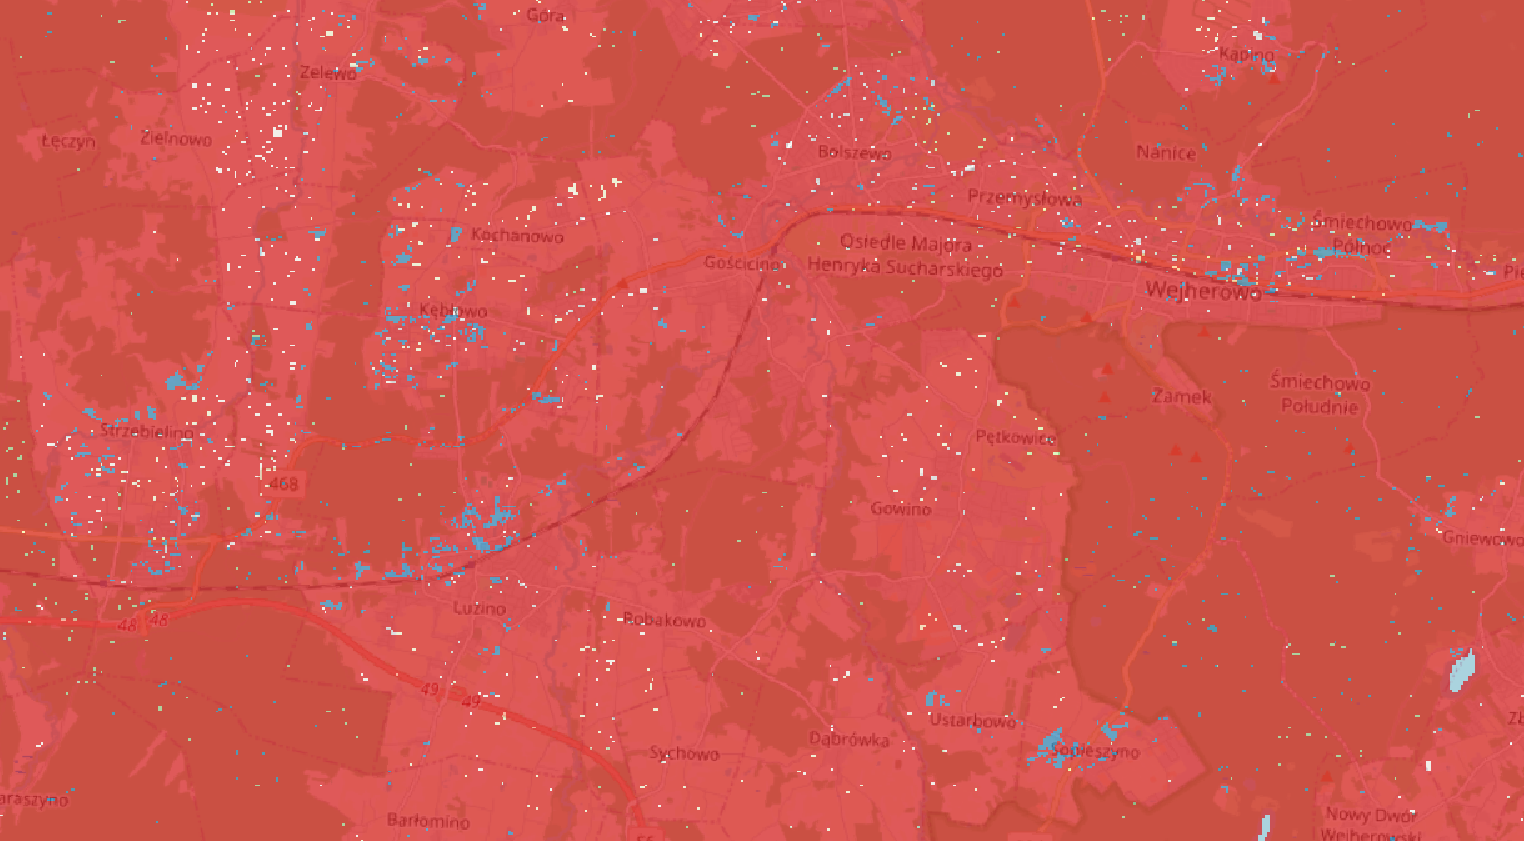 Góra
Zelewo
Kąpino
Łęczyn
Zielnowo
Bolszewo
Nanice
Przemysłowa
Kochanowo
Śmiechowo
Północ
Osiedle Majora
Henryka Sucharskiego
Gościcino
Wejherowo
Kębłowo
Zamek
Śmiechowo
Południe
Strzebielino
Pętkowice
468
Gowino
Gniewowo
Luzino
Robakowo
48
48
49
49
Ustarbowo
Dąbrówka
Sychowo
Sopieszyno
araszyno
Barłomino
Nowy Dwór
Wejherowski